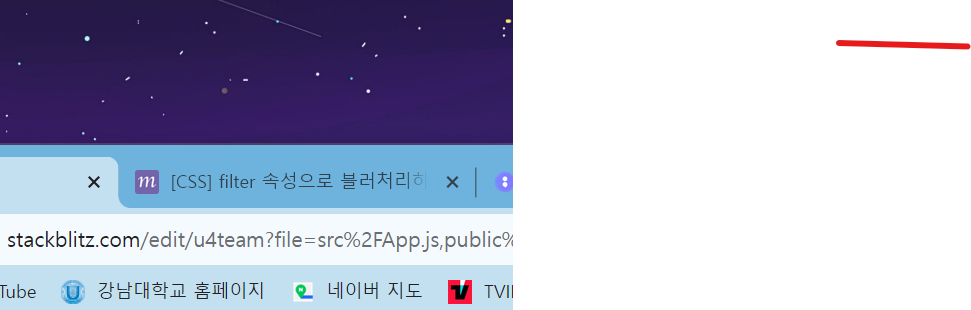 [CSS] filter 속성으로 블러처리하
stackblitz.com/edit/u4team?file=src%2FApp.js,public%
Tube 강남대학교 홈페이지 네이버 지도